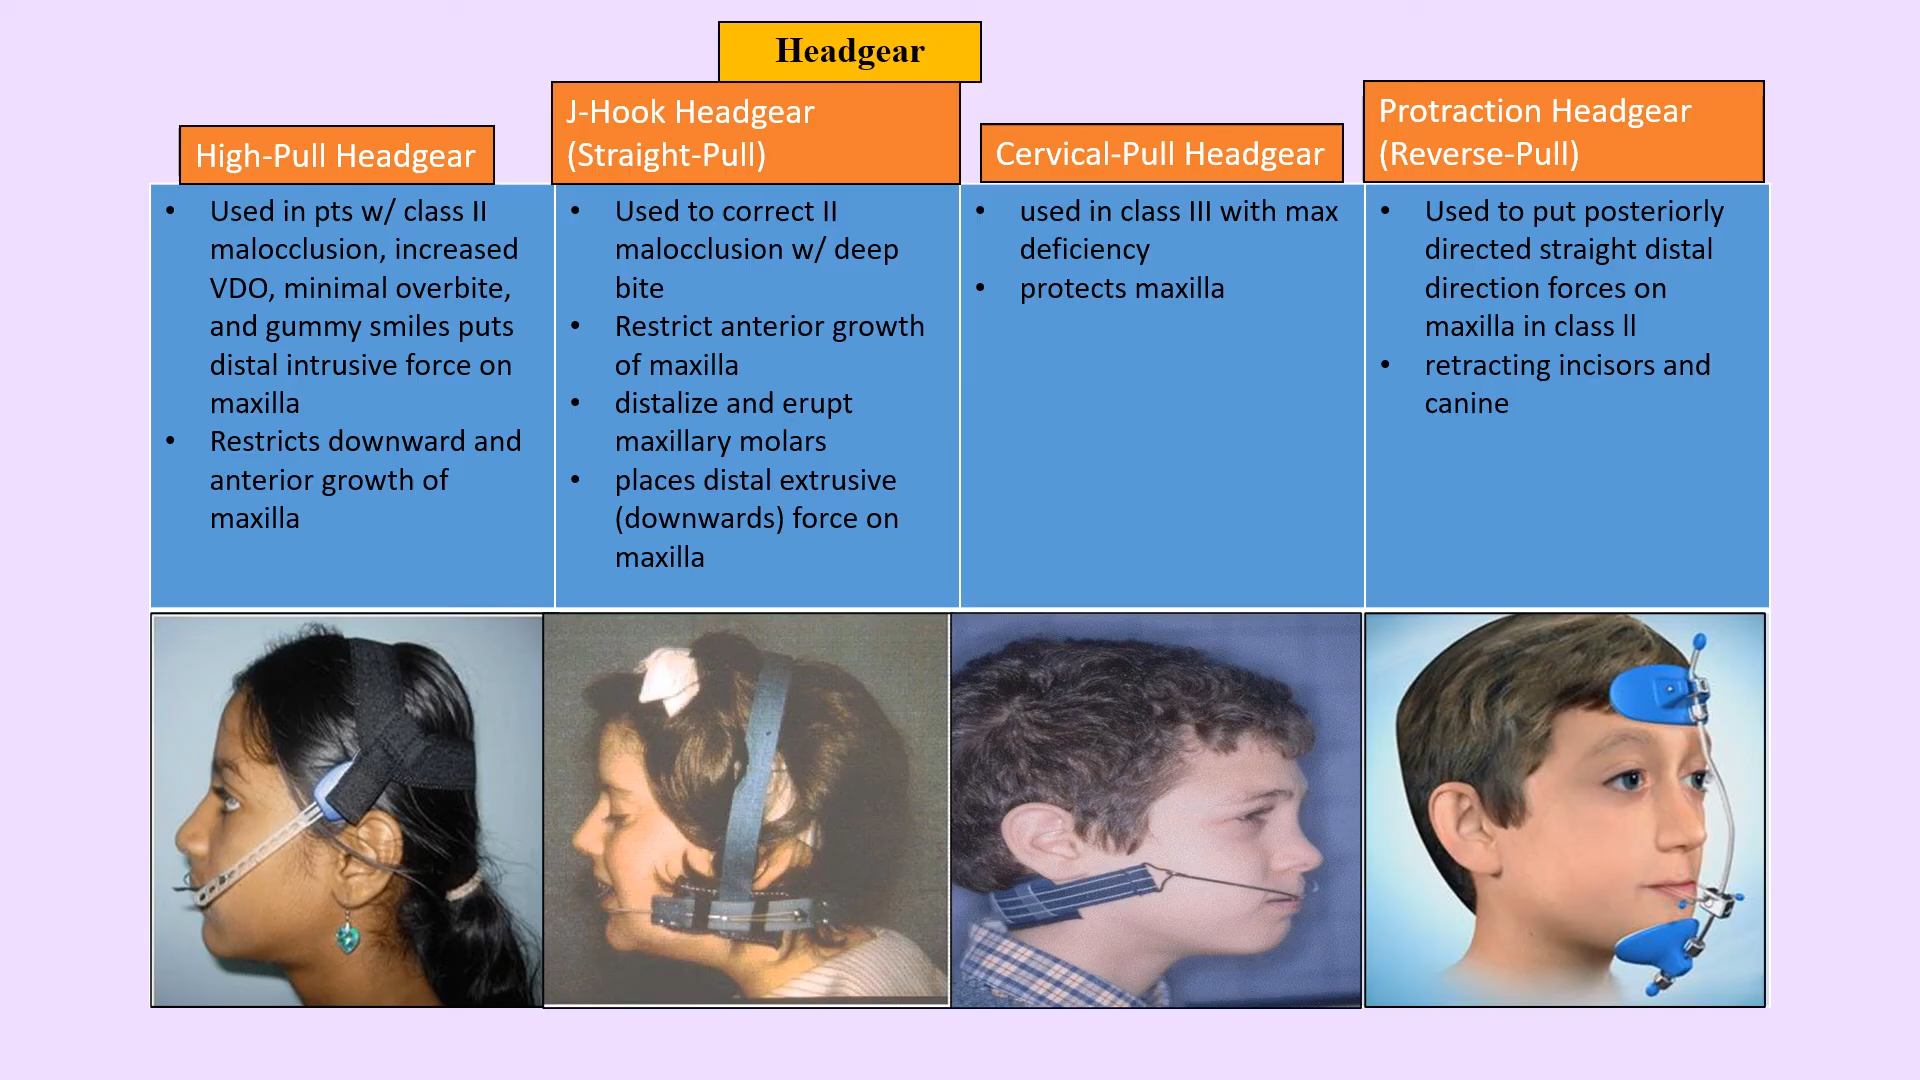 Headgear
High-Pull Headgear
J-Hook Headgear
(Straight-Pull)
Cervical-Pull Headgear
Protraction Headgear
(Reverse-Pull)
• Used in pts w/ class II
malocclusion, increased
VDO, minimal overbite,
and gummy smiles puts
distal intrusive force on
maxilla
• Restricts downward and
anterior growth of
maxilla
• Used to correct II
malocclusion w/ deep
bite
• Restrict anterior growth
of maxilla
• distalize and erupt
maxillary molars
• places distal extrusive
(downwards) force on
maxilla
• used in class III with max
deficiency
• protects maxilla
• Used to put posteriorly
directed straight distal
direction forces on
maxilla in class ll
• retracting incisors and
canine